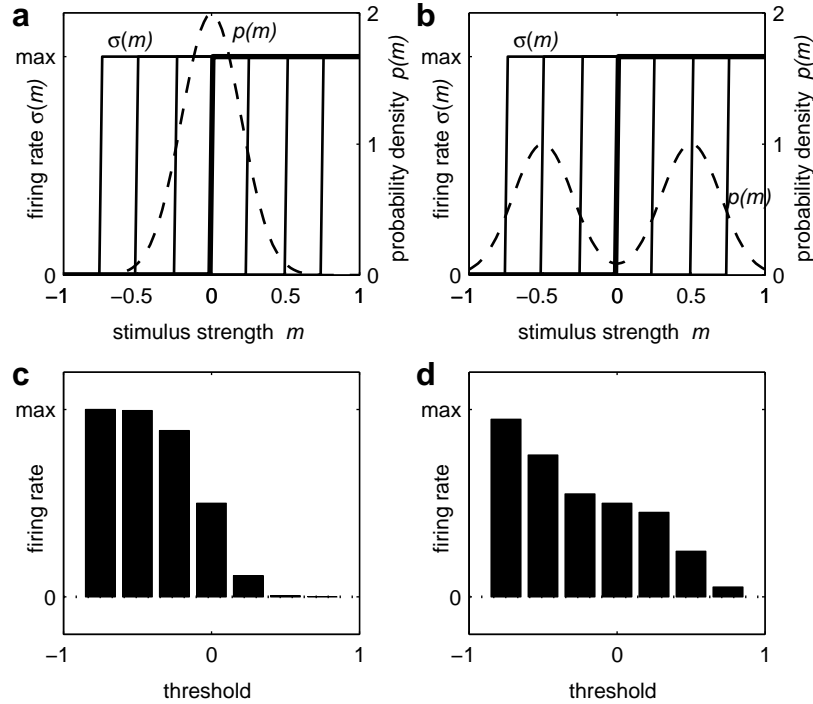 a
σ(m)
p(m)
max
0
firing rate σ(m)
2
1
0
probability density p(m)
−1
−0.5
0
0.5
1
stimulus strength m
b
σ(m)
p(m)
max
0
firing rate σ(m)
2
1
0
probability density p(m)
−1
−0.5
0
0.5
1
stimulus strength m
c
max
0
firing rate
−1
0
1
threshold
d
max
0
firing rate
−1
0
1
threshold